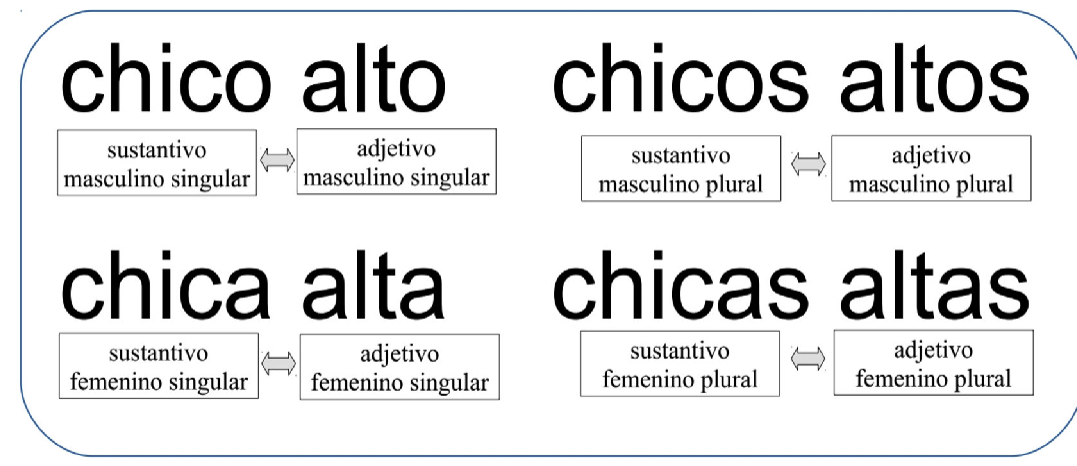 chico alto
sustantivo
masculino singular
adjetivo
masculino singular
chicos altos
sustantivo
masculino plural
adjetivo
masculino plural
chica alta
sustantivo
femenino singular
adjetivo
femenino singular
chicas altas
sustantivo
femenino plural
adjetivo
femenino plural